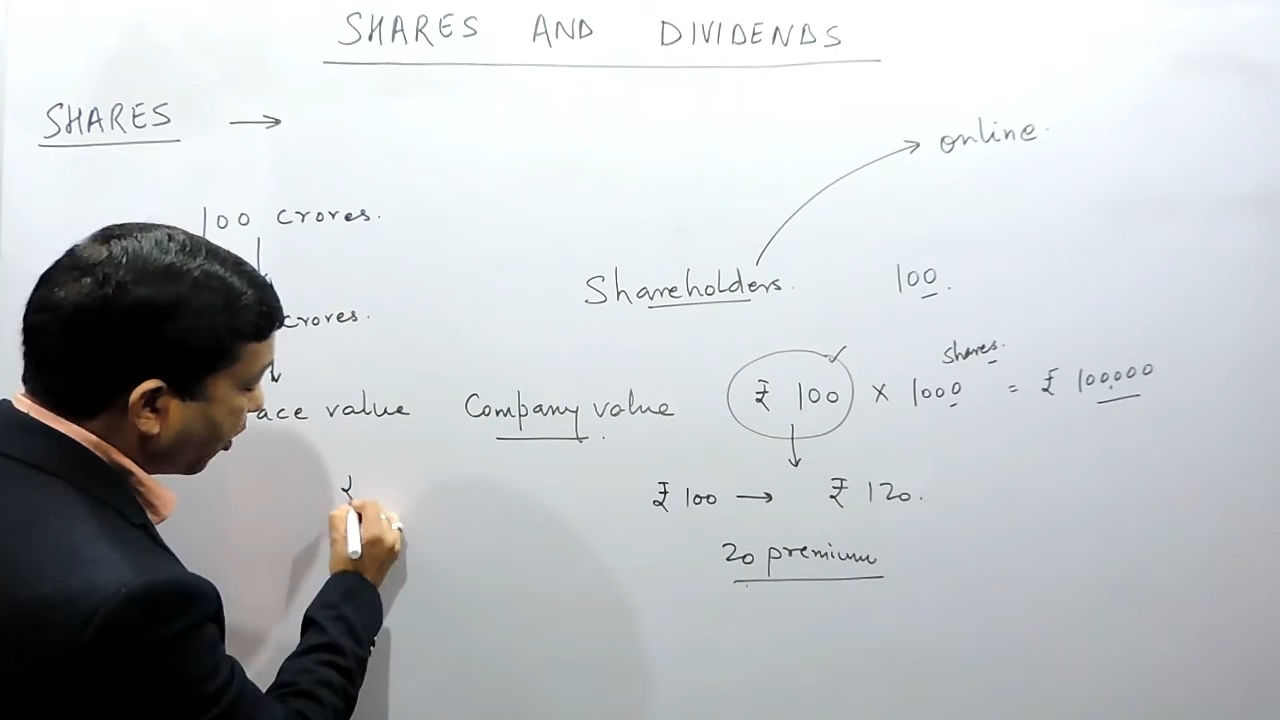 SHARES AND DIVIDENDS
SHARES →
online.
100 crores.
Shareholders. 100.
crores.
shares.
ace value Company value ₹ 100 × 1000 = ₹ 100,000
₹ 100 → ₹ 120.
₹
20 premium